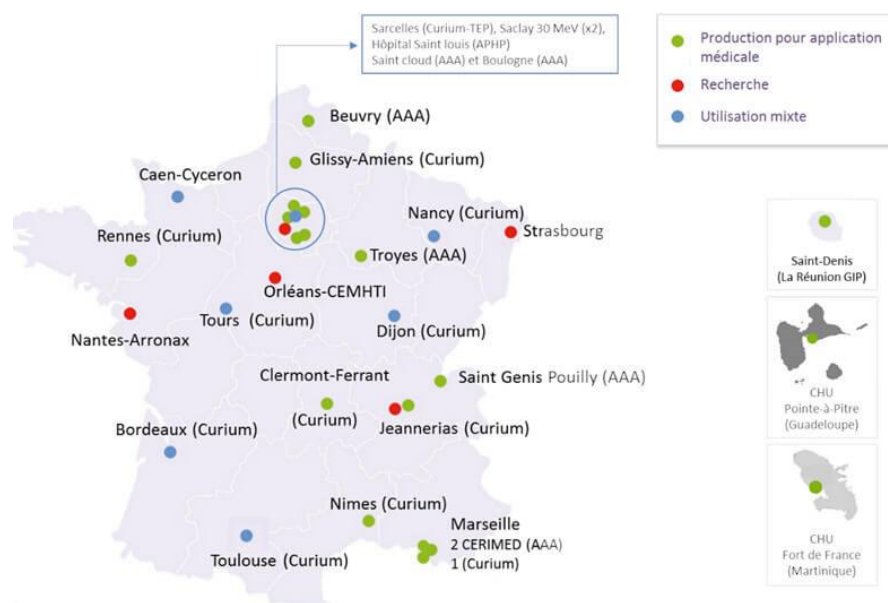 Sarcelles (Curium-TEP), Saclay 30 MeV (x2),
Hôpital Saint louis (APHP)
Saint cloud (AAA) et Boulogne (AAA)
Production pour application
médicale
Recherche
Utilisation mixte
Beuvry (AAA)
Glissy-Amiens (Curium)
Caen-Cyceron
Nancy (Curium)
Strasbourg
Rennes (Curium)
Troyes (AAA)
Orléans-CEMHTI
Tours (Curium)
Nantes-Arronax
Dijon (Curium)
Clermont-Ferrant
(Curium)
Saint Genis Pouilly (AAA)
Jeannerias (Curium)
Bordeaux (Curium)
Nimes (Curium)
Marseille
2 CERIMED (AAA)
1 (Curium)
Toulouse (Curium)
Saint-Denis
(La Réunion GIP)
CHU
Pointe-à-Pitre
(Guadeloupe)
CHU
Fort de France
(Martinique)